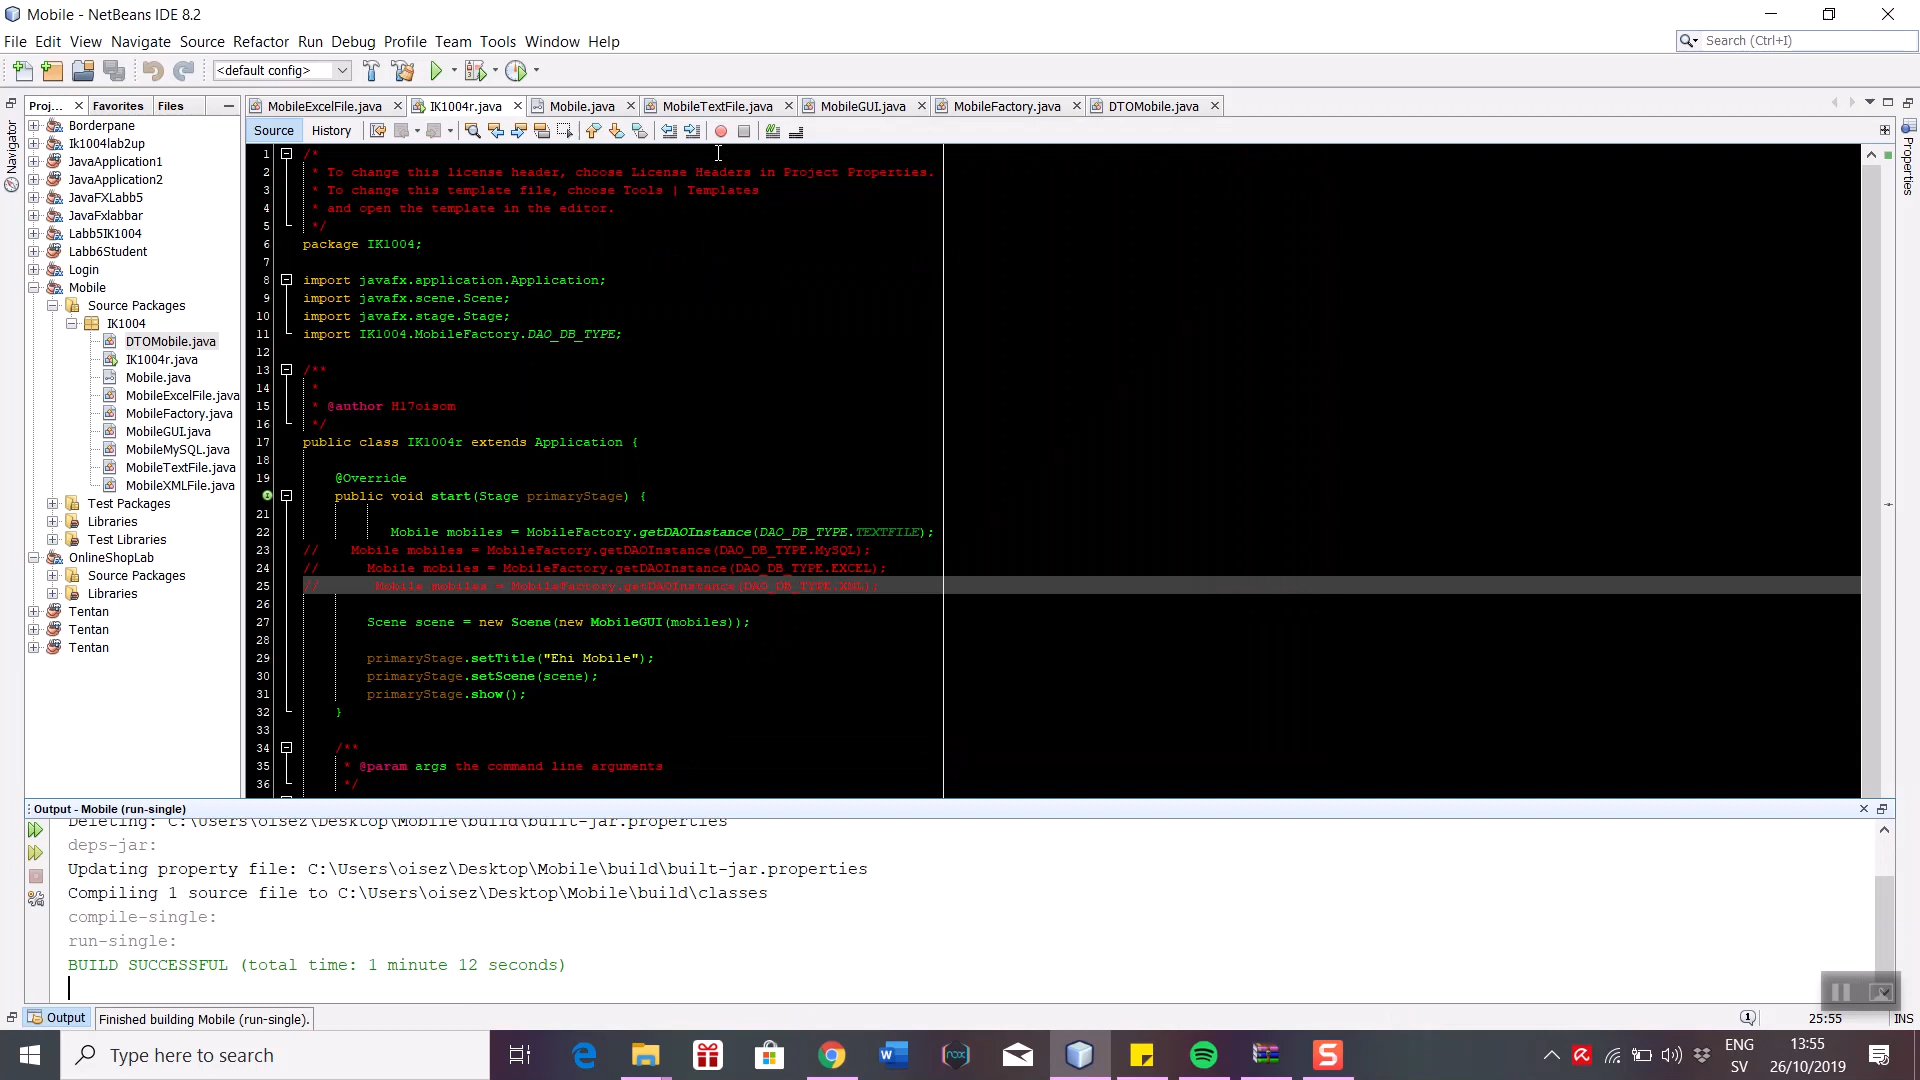 Mobile - NetBeans IDE 8.2
File Edit View Navigate Source Refactor Run Debug Profile Team Tools Window Help
Search (Ctrl+I)
<default config>
Proj... Favorites Files
MobileExcelFile.java IK1004r.java Mobile.java MobileTextFile.java MobileGUI.java MobileFactory.java DTOMobile.java
Source History
Navigator
Properties
Borderpane
Ik1004lab2up
JavaApplication1
JavaApplication2
JavaFXLabb5
JavaFxlabbar
Labb5IK1004
Labb6Student
Login
Mobile
Source Packages
IK1004
DTOMobile.java
IK1004r.java
Mobile.java
MobileExcelFile.java
MobileFactory.java
MobileGUI.java
MobileMySQL.java
MobileTextFile.java
MobileXMLFile.java
Test Packages
Libraries
Test Libraries
OnlineShopLab
Source Packages
Libraries
Tentan
Tentan
Tentan
1 /*
2 * To change this license header, choose License Headers in Project Properties.
3 * To change this template file, choose Tools | Templates
4 * and open the template in the editor.
5 */
6 package IK1004;
7
8 import javafx.application.Application;
9 import javafx.scene.Scene;
10 import javafx.stage.Stage;
11 import IK1004.MobileFactory.DAO_DB_TYPE;
12
13 /**
14 *
15 * @author H17oisom
16 */
17 public class IK1004r extends Application {
18
19 @Override
20 public void start(Stage primaryStage) {
21
22 Mobile mobiles = MobileFactory.getDAOInstance(DAO_DB_TYPE.TEXTFILE);
23 // Mobile mobiles = MobileFactory.getDAOInstance(DAO_DB_TYPE.MySQL);
24 // Mobile mobiles = MobileFactory.getDAOInstance(DAO_DB_TYPE.EXCEL);
25 // Mobile mobiles = MobileFactory.getDAOInstance(DAO_DB_TYPE.XML);
26
27 Scene scene = new Scene(new MobileGUI(mobiles));
28
29 primaryStage.setTitle("Ehi Mobile");
30 primaryStage.setScene(scene);
31 primaryStage.show();
32 }
33
34 /**
35 * @param args the command line arguments
36 */
Output - Mobile (run-single)
Deleting: C:\Users\oisez\Desktop\Mobile\build\built-jar.properties
deps-jar:
Updating property file: C:\Users\oisez\Desktop\Mobile\build\built-jar.properties
Compiling 1 source file to C:\Users\oisez\Desktop\Mobile\build\classes
compile-single:
run-single:
BUILD SUCCESSFUL (total time: 1 minute 12 seconds)
Output Finished building Mobile (run-single).
1 25:55 INS
Type here to search
ENG
SV
13:55
26/10/2019